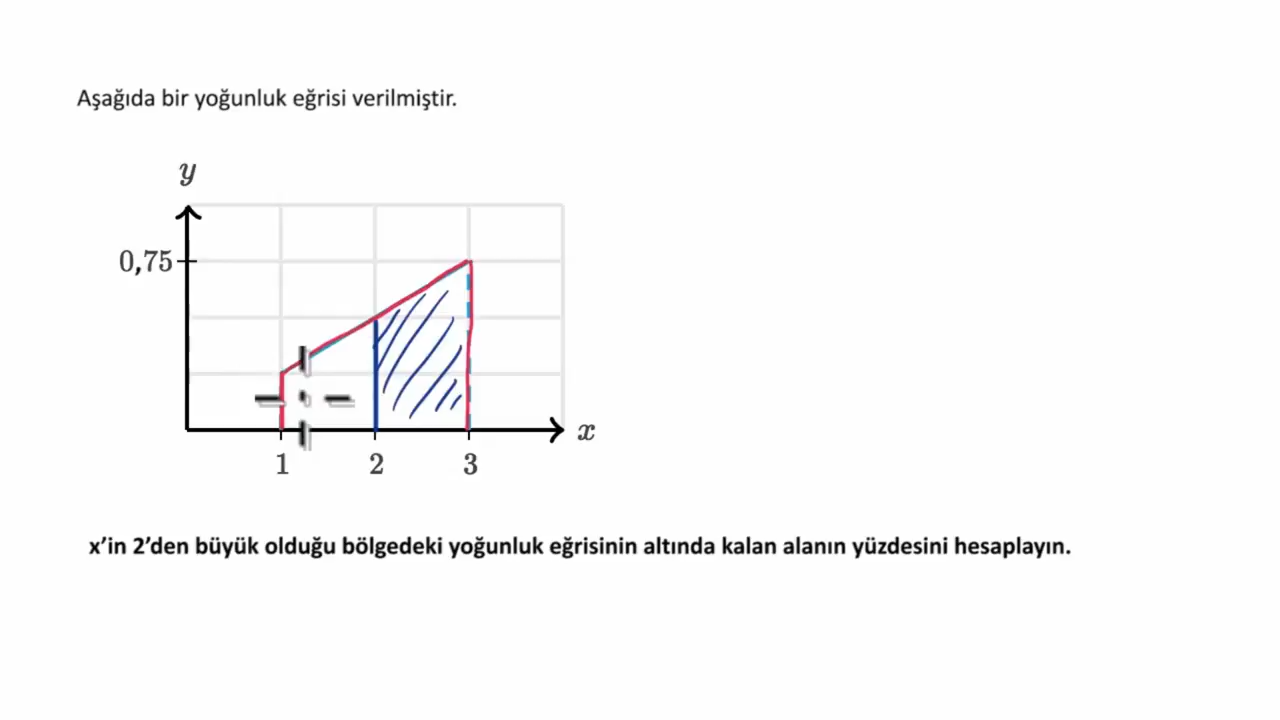 Aşağıda bir yoğunluk eğrisi verilmiştir.
y
0,75
x
1 2 3
x’in 2’den büyük olduğu bölgedeki yoğunluk eğrisinin altında kalan alanın yüzdesini hesaplayın.